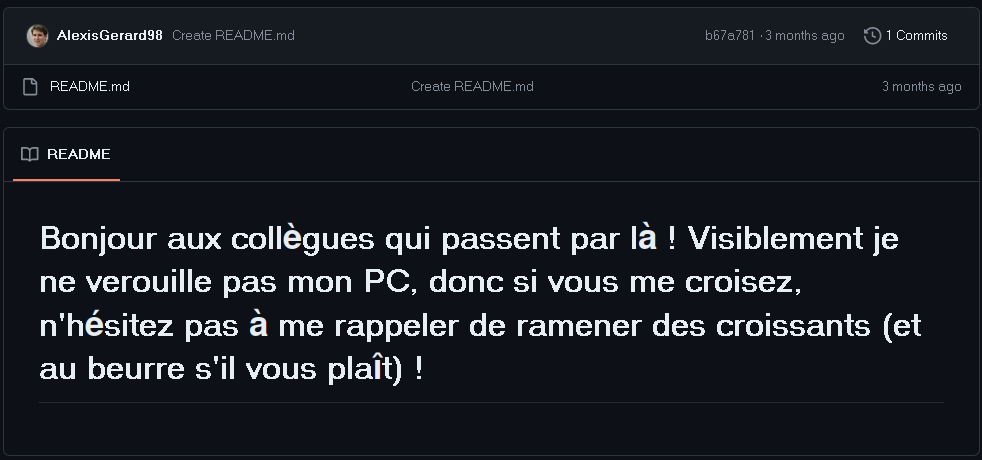 AlexisGerard98 Create README.md b67a781 · 3 months ago 1 Commits
README.md Create README.md 3 months ago
README
Bonjour aux collègues qui passent par là ! Visiblement je
ne verouille pas mon PC, donc si vous me croisez,
n'hésitez pas à me rappeler de ramener des croissants (et
au beurre s'il vous plaît) !